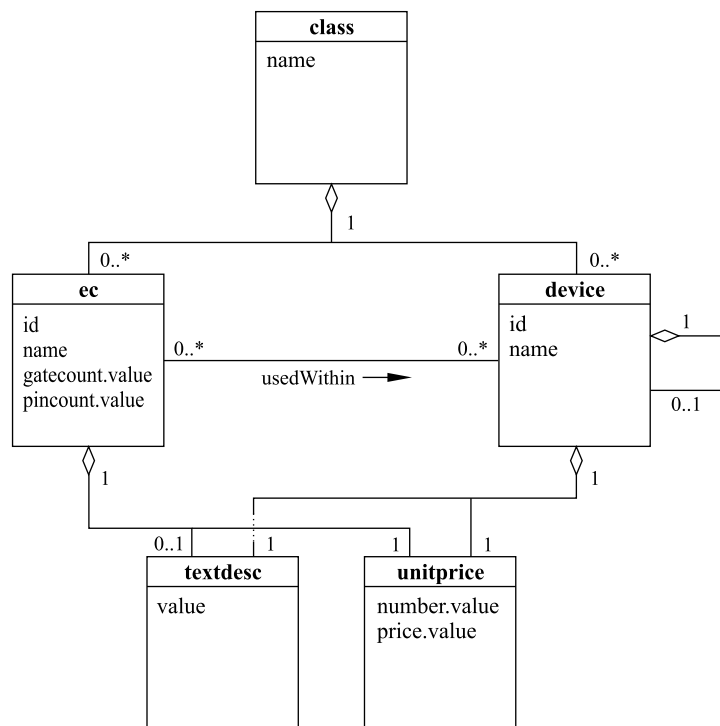 class
name
1
0..*
0..*
ec
id
name
gatecount.value
pincount.value
device
id
name
1
0..1
0..*
0..*
usedWithin
1
1
0..1
1
1
1
textdesc
value
unitprice
number.value
price.value